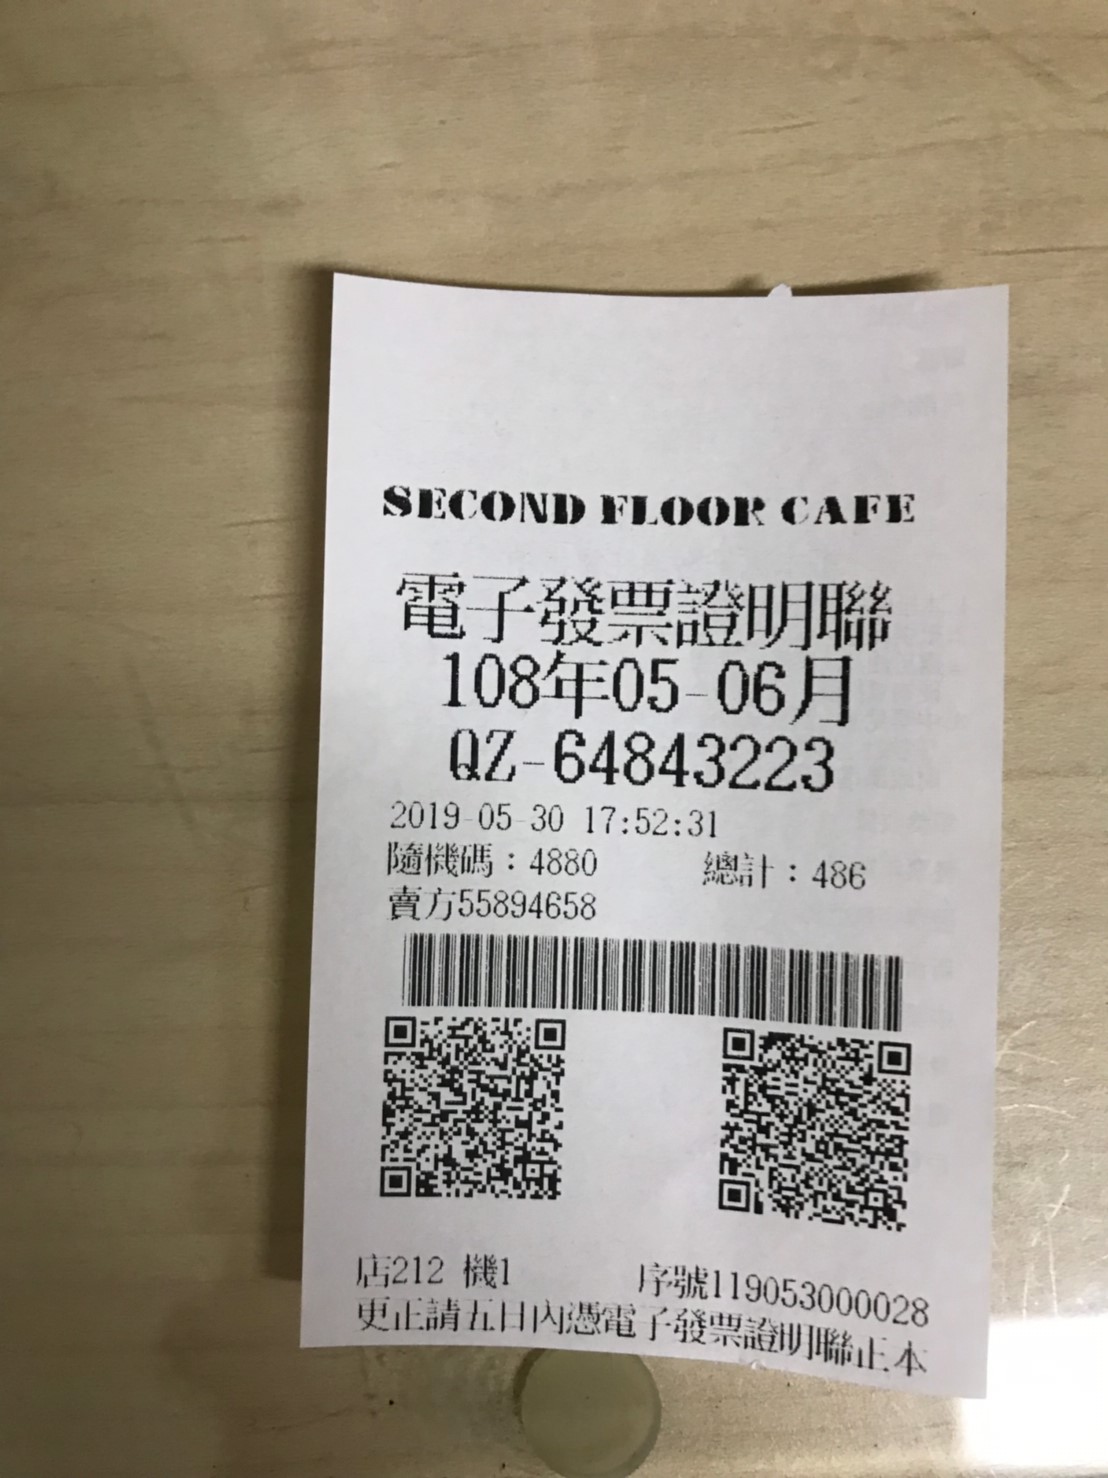 SECOND FLOOR CAFE
電子發票證明聯
108年05-06月
QZ-64843223
2019-05-30 17:52:31
隨機碼：4880 總計：486
賣方55894658
店212 機1 序號119053000028
更正請五日內憑電子發票證明聯正本